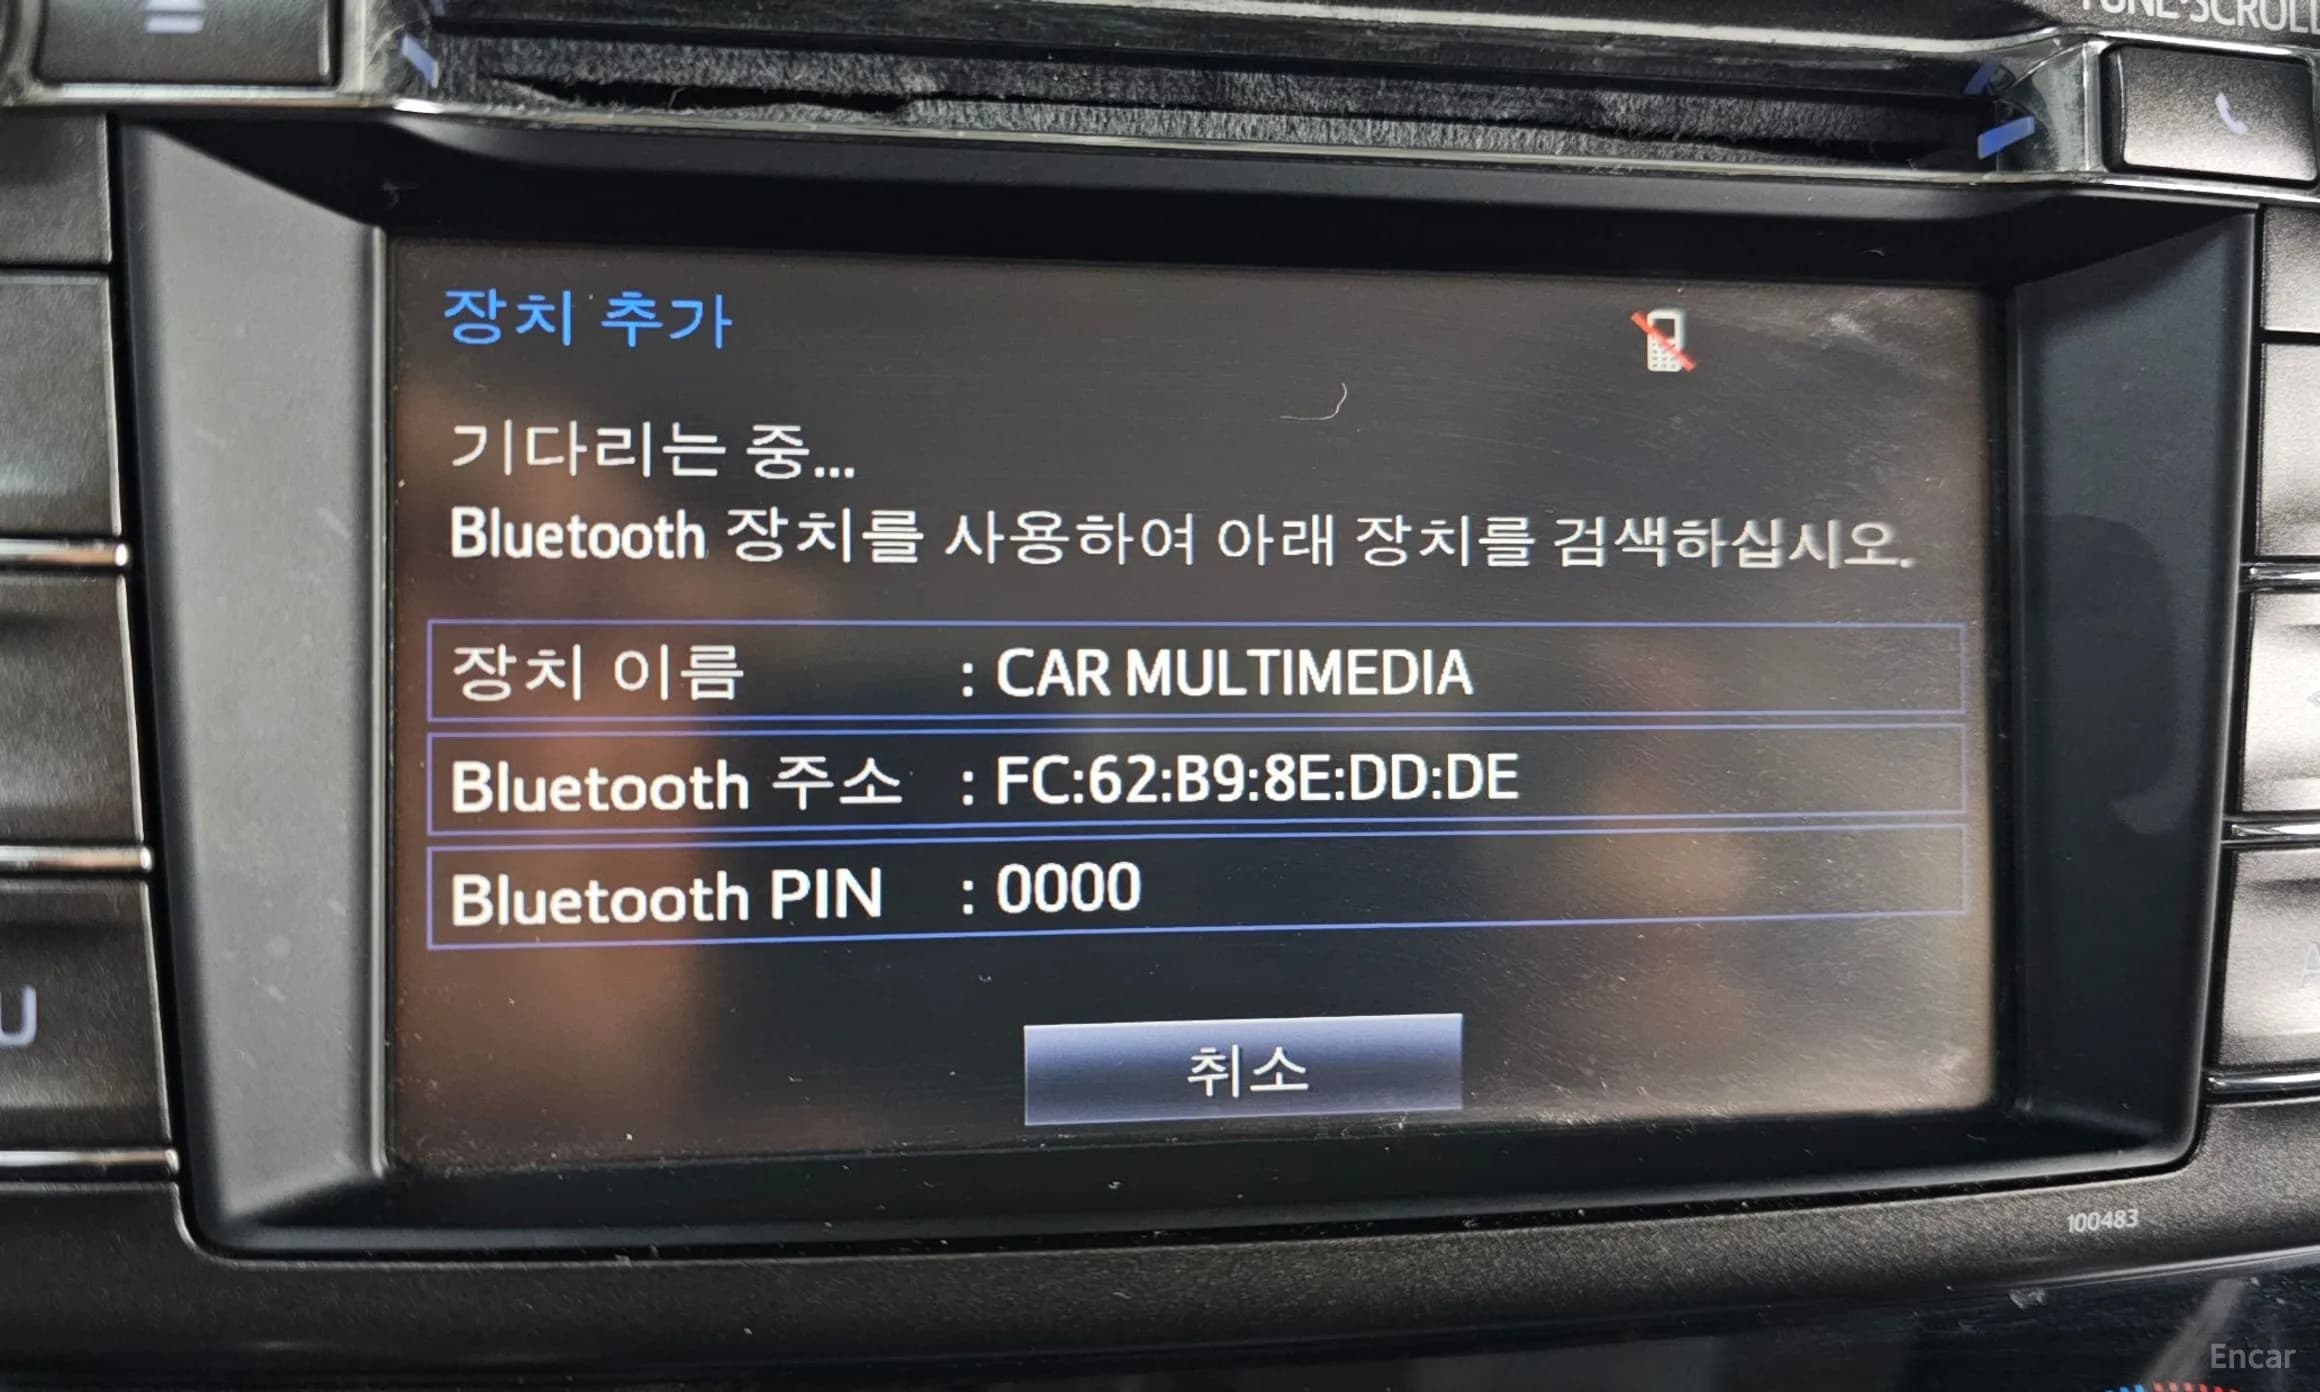 TUNE·SCROLL
장치 추가
기다리는 중...
Bluetooth 장치를 사용하여 아래 장치를 검색하십시오.
장치 이름 : CAR MULTIMEDIA
Bluetooth 주소 : FC:62:B9:8E:DD:DE
Bluetooth PIN : 0000
U
취소
100483
Encar